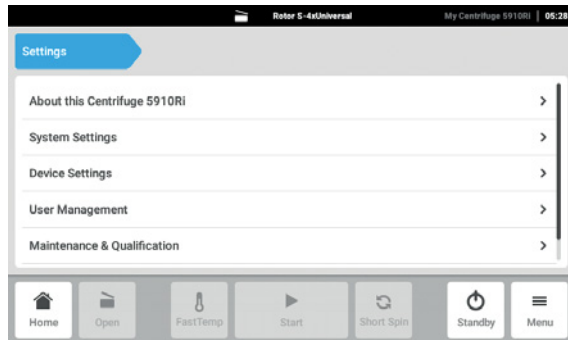 Rotor S-4xUniversal My Centrifuge 5910Ri | 05:28
Settings
About this Centrifuge 5910Ri
System Settings
Device Settings
User Management
Maintenance & Qualification
Home Open FastTemp Start Short Spin Standby Menu